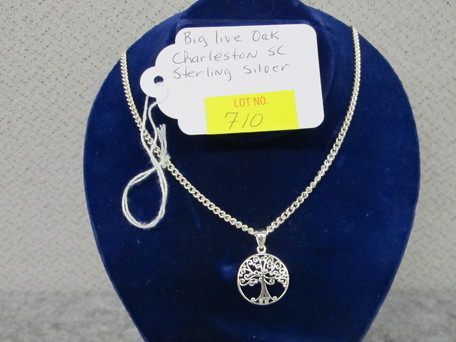 Big live Oak
Charleston SC
Sterling Silver
LOT NO.
710